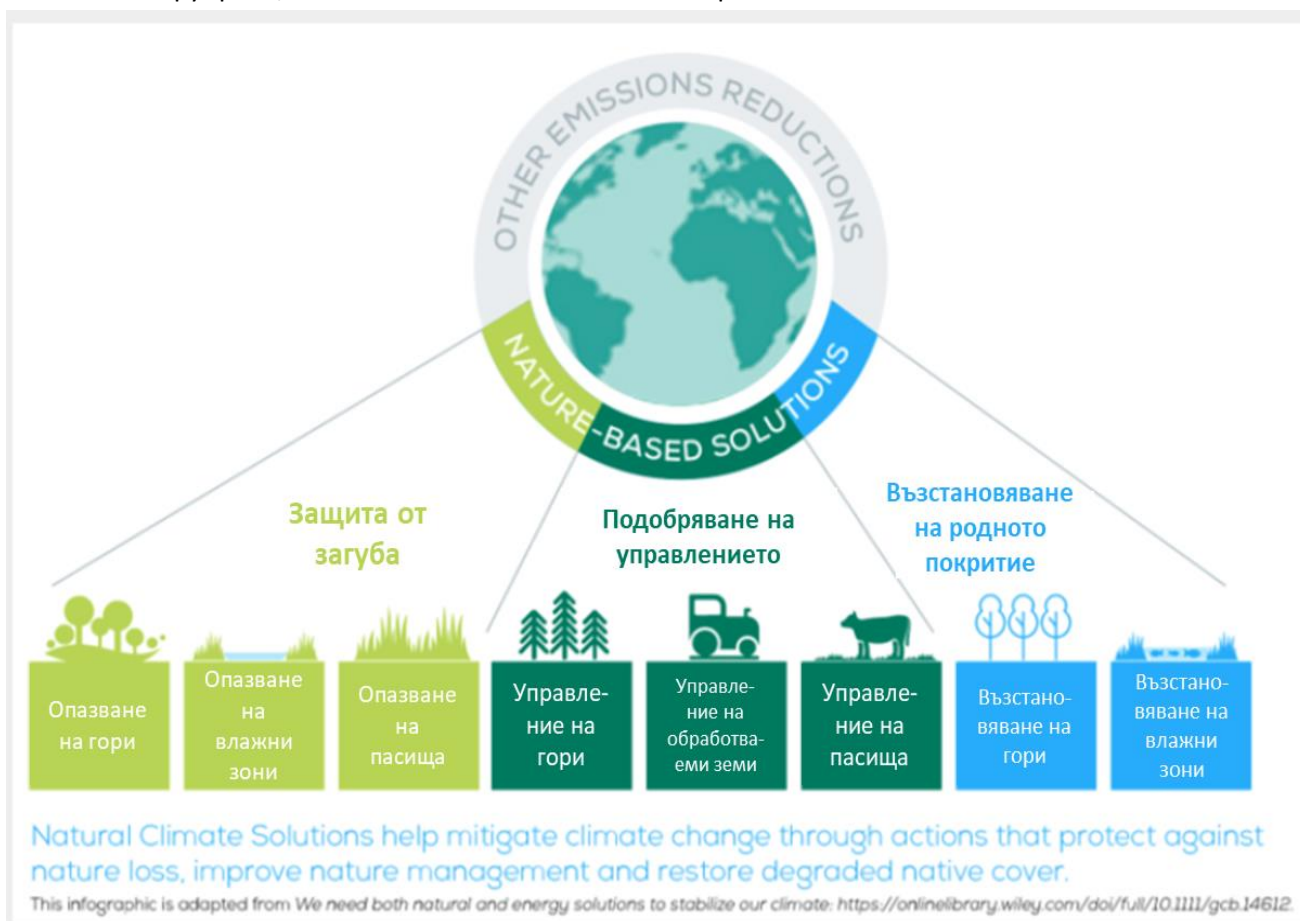 OTHER EMISSIONS REDUCTIONS
NATURE-BASED SOLUTIONS
Защита от
загуба
Подобряване на
управлението
Възстановяване
на родното
покритие
Опазване
на гори
Опазване
на
влажни
зони
Опазване
на
пасища
Управле-
ние на
гори
Управле-
ние на
обработва-
еми земи
Управле-
ние на
пасища
Възстано-
вяване на
гори
Възстано-
вяване на
влажни
зони
Natural Climate Solutions help mitigate climate change through actions that protect against
nature loss, improve nature management and restore degraded native cover.
This infographic is adapted from We need both natural and energy solutions to stabilize our climate: https://onlinelibrary.wiley.com/doi/full/10.1111/gcb.14612.